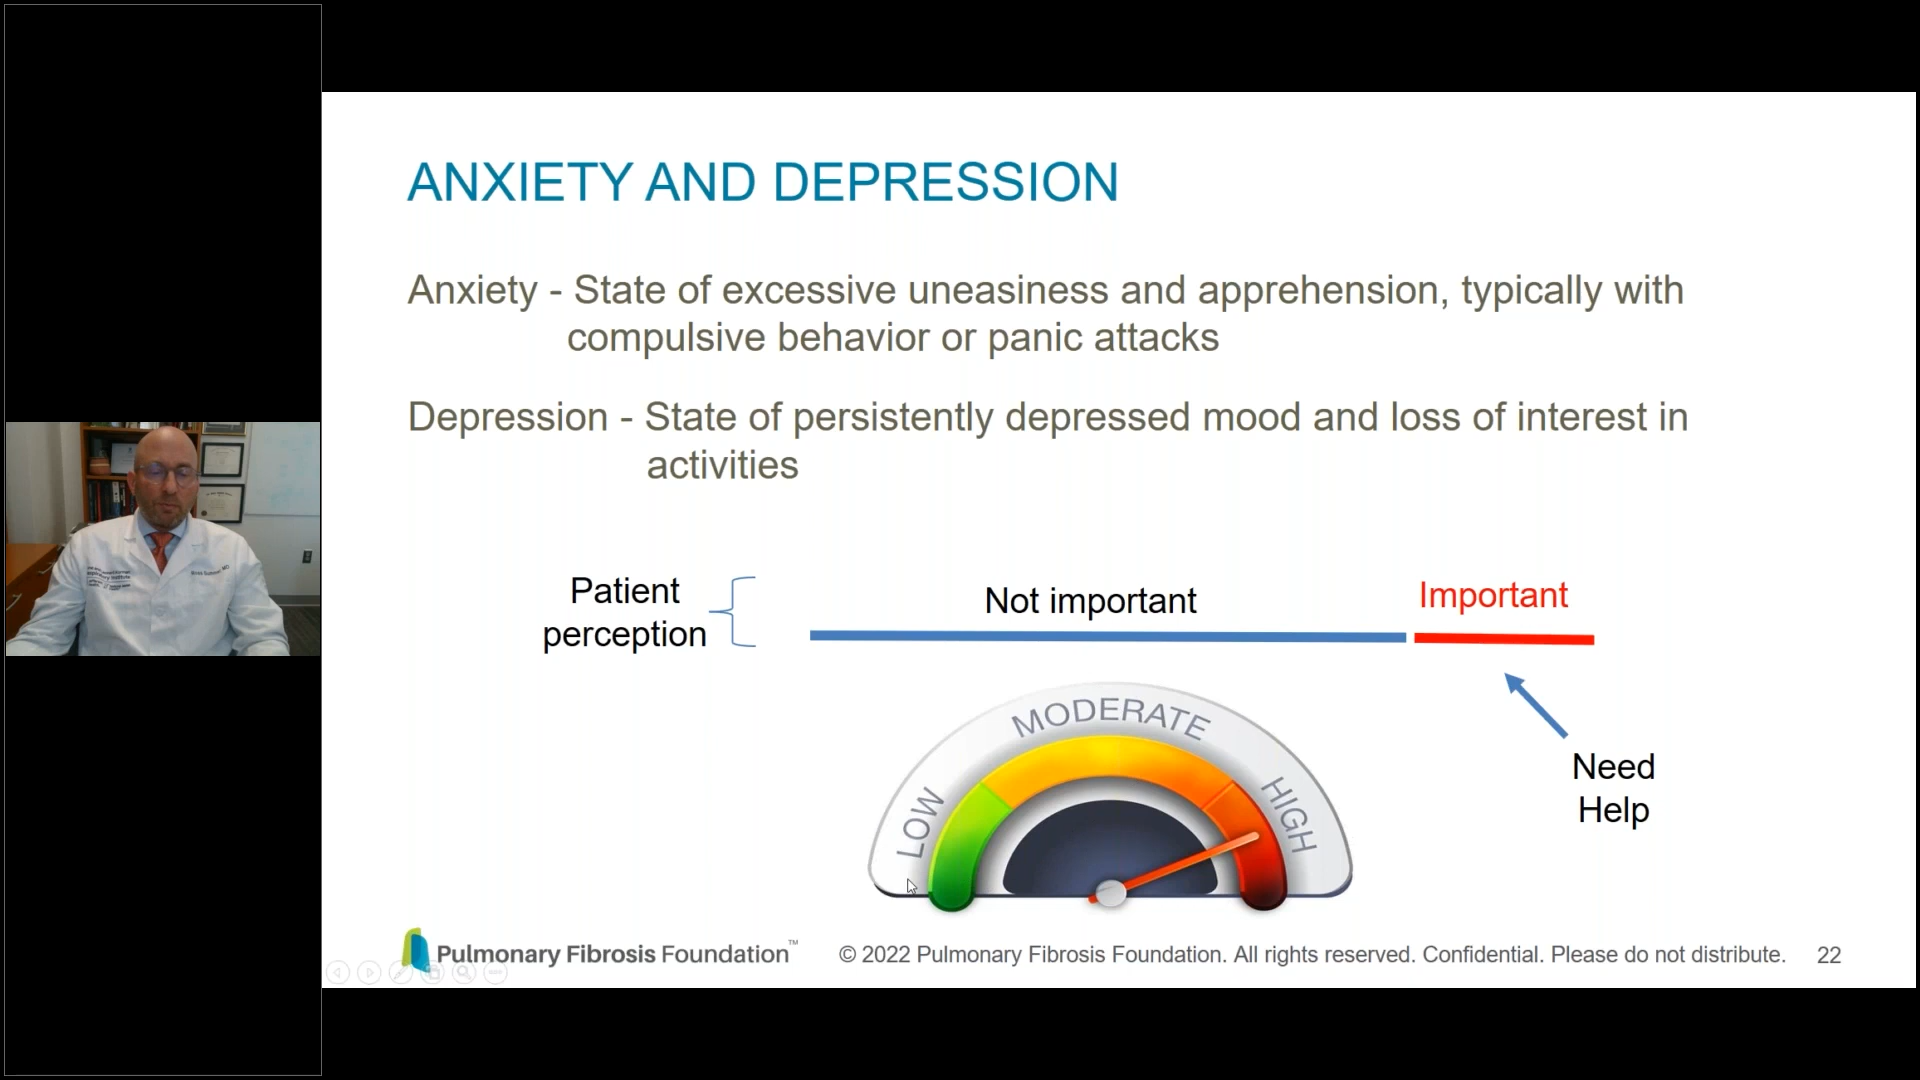 ANXIETY AND DEPRESSION
Anxiety - State of excessive uneasiness and apprehension, typically with
compulsive behavior or panic attacks
Depression - State of persistently depressed mood and loss of interest in
activities
Patient
perception
Not important
Important
LOW
MODERATE
HIGH
Need
Help
Pulmonary Fibrosis Foundation™
© 2022 Pulmonary Fibrosis Foundation. All rights reserved. Confidential. Please do not distribute.
22